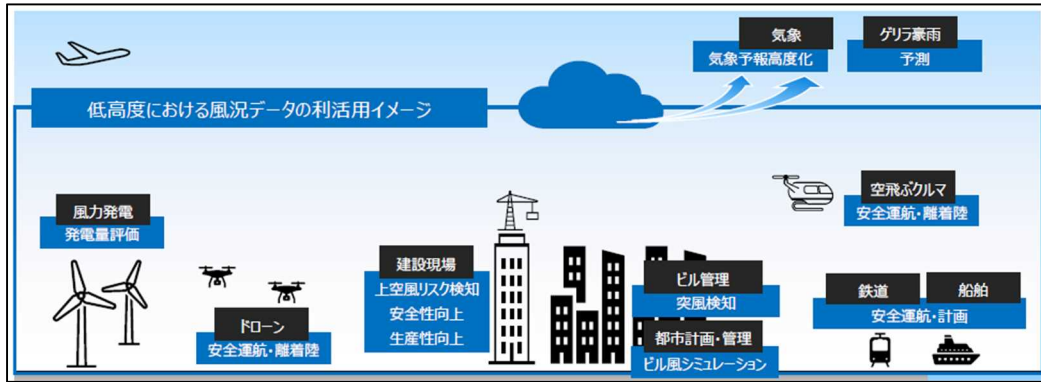 気象
気象予報高度化
ゲリラ豪雨
予測
低高度における風況データの利活用イメージ
風力発電
発電量評価
ドローン
安全運航・離着陸
建設現場
上空風リスク検知
安全性向上
生産性向上
ビル管理
突風検知
都市計画・管理
ビル風シミュレーション
空飛ぶクルマ
安全運航・離着陸
鉄道
船舶
安全運航・計画